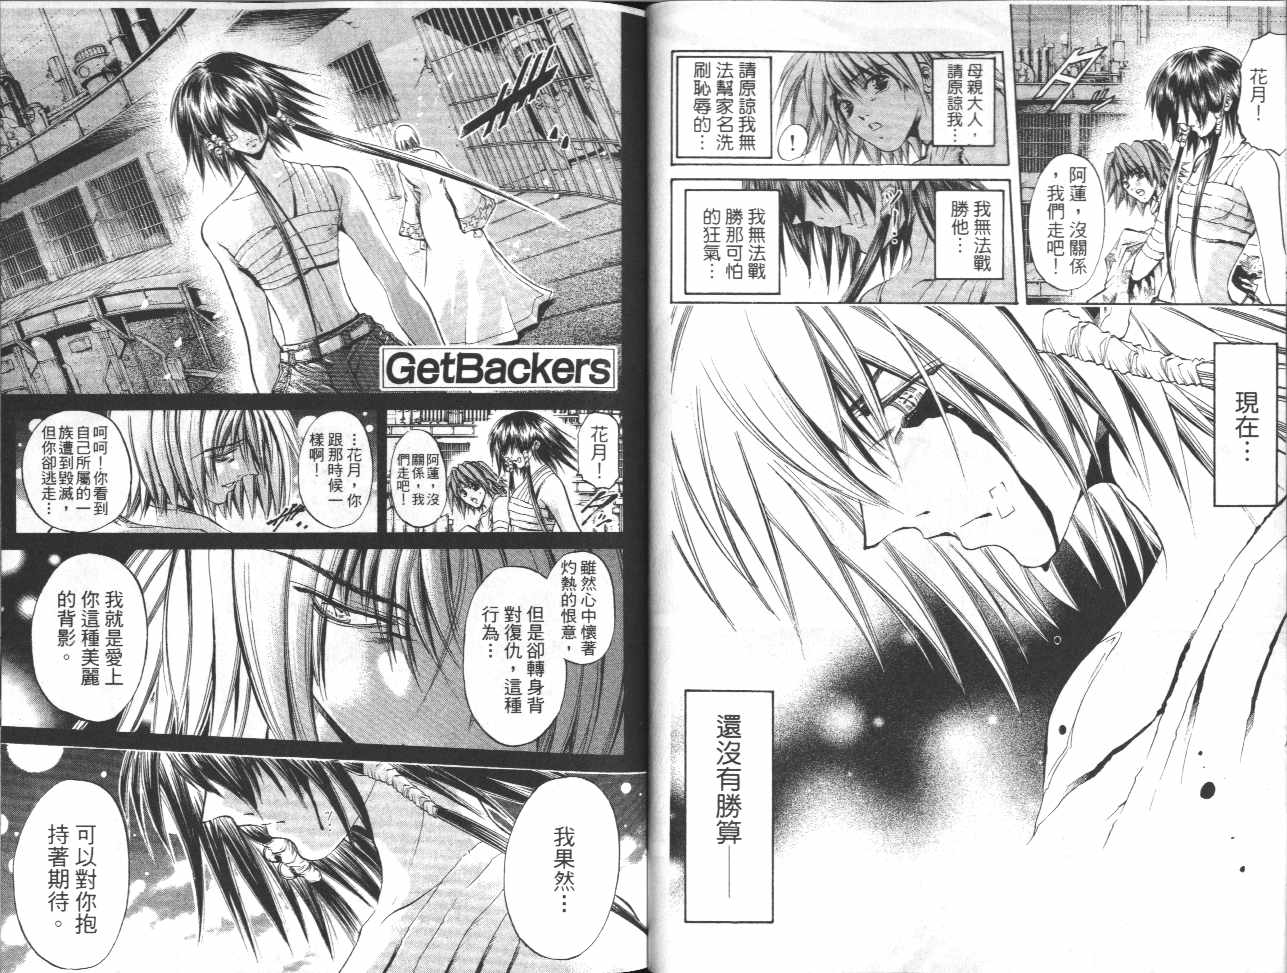 花月！
阿蓮，沒關係
，我們走吧！
母親大人，
請原諒我…
！
請原諒我無
法幫家名洗
刷恥辱的…
我無法戰
勝他…
我無法戰
勝那可怕
的狂氣…
現在…
還沒有勝算——
GetBackers
花月！
阿蓮，沒
關係，我
們走吧！
…花月，你
跟那時候一
樣啊！
呵呵！你看到
自己所屬的一
族遭到毀滅，
但你卻逃走…
雖然心中懷著
灼熱的恨意，
但是卻轉身背
對復仇，這種
行為…
我就是愛上
你這種美麗
的背影。
我果然…
可以對你抱
持著期待。